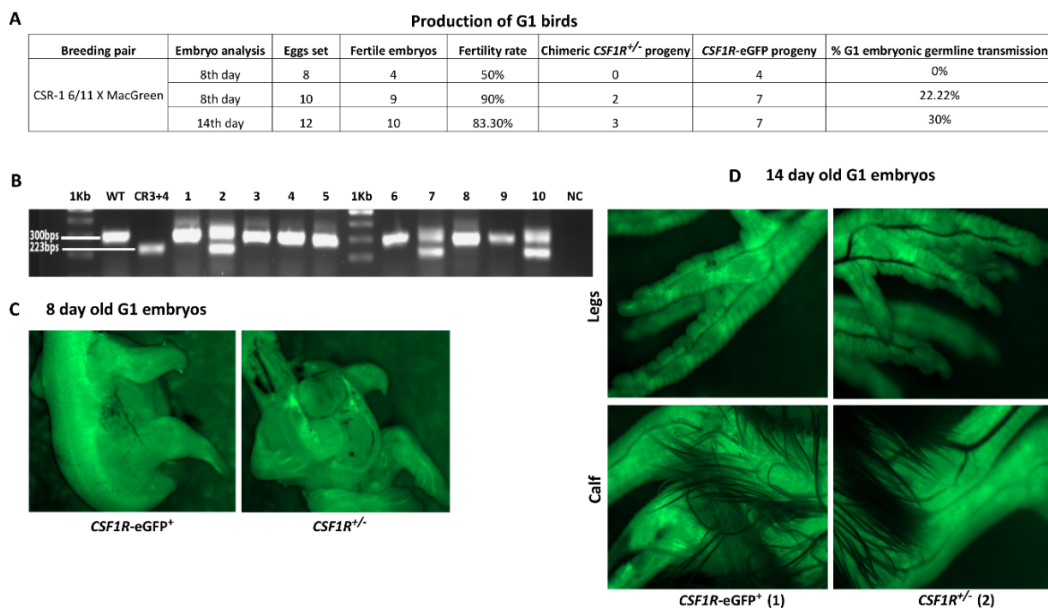 A
Production of G1 birds
Breeding pair Embryo analysis Eggs set Fertile embryos Fertility rate Chimeric CSF1R+/- progeny CSF1R-eGFP progeny % G1 embryonic germline transmission
CSR-1 6/11 X MacGreen
8th day 8 4 50% 0 4 0%
8th day 10 9 90% 2 7 22.22%
14th day 12 10 83.30% 3 7 30%
B
1Kb WT CR3+4 1 2 3 4 5 1Kb 6 7 8 9 10 NC
300bps
223bps
C 8 day old G1 embryos
CSF1R-eGFP+ CSF1R+/-
D 14 day old G1 embryos
Legs
Calf
CSF1R-eGFP+ (1) CSF1R+/- (2)